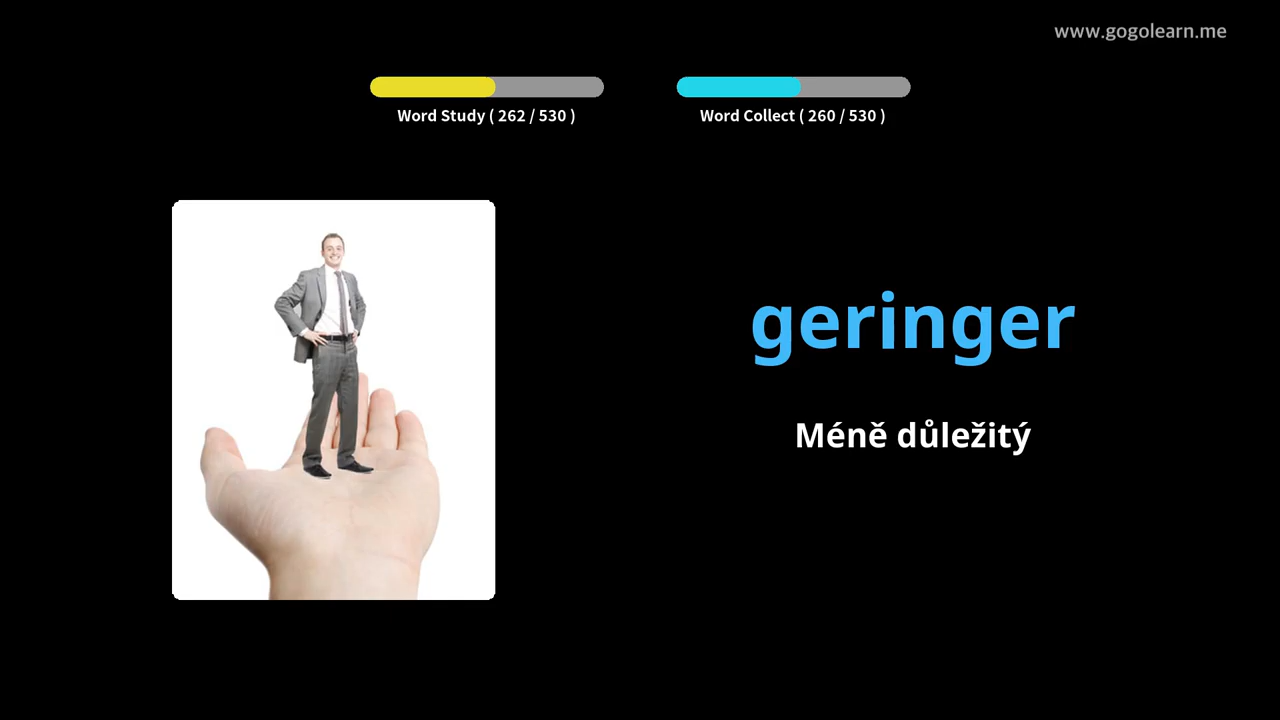 www.gogolearn.me
Word Study ( 262 / 530 )
Word Collect ( 260 / 530 )
geringer
Méně důležitý